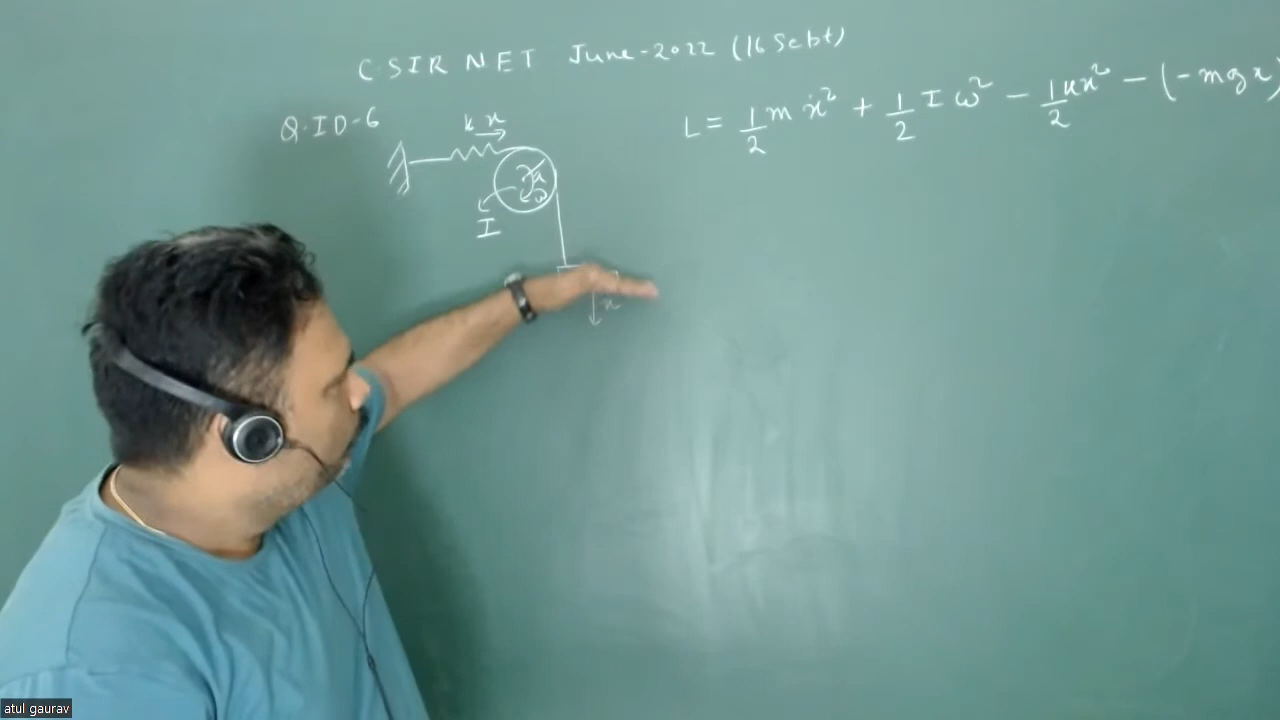 CSIR NET June-2022 (16 Sebt)
Q.ID-6
k x
L = 1/2 m ẋ² + 1/2 I ω² - 1/2 kx² - (-mgx)
r
ω
I
x
atul gaurav